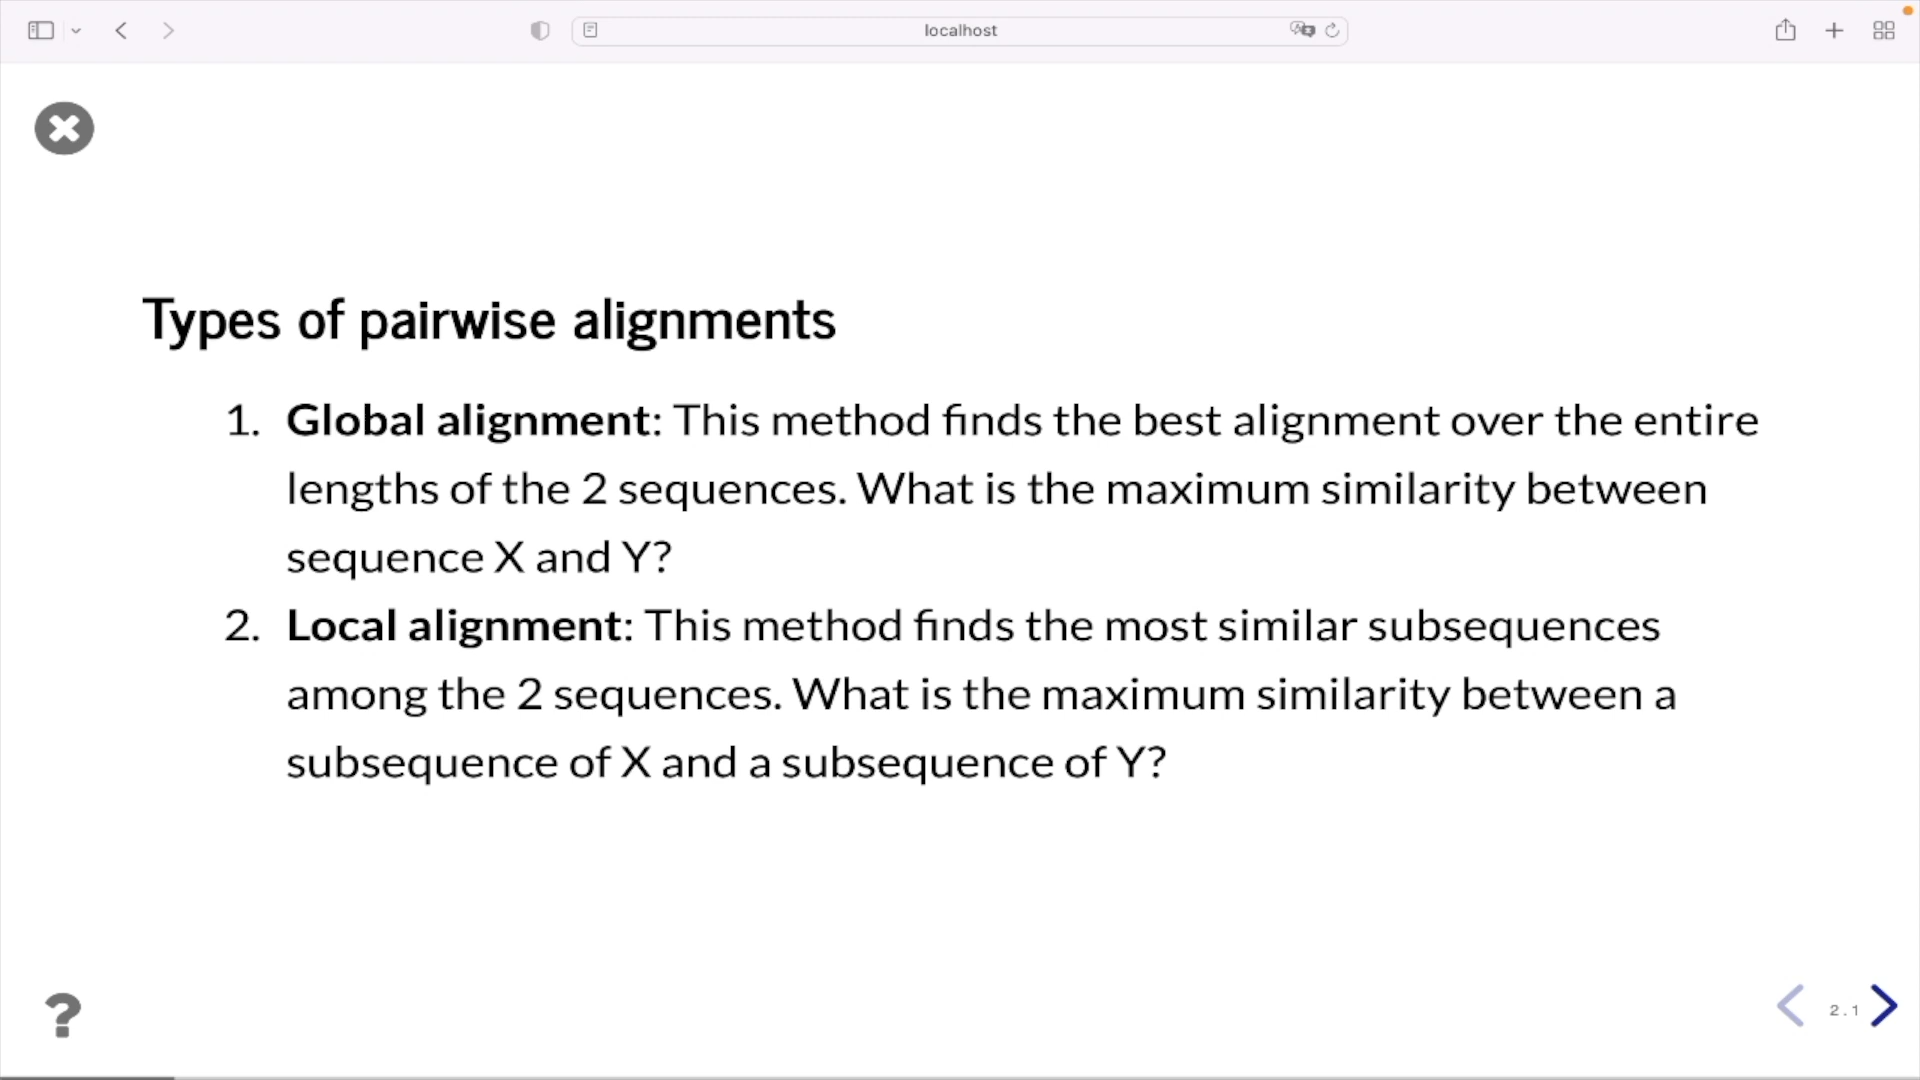 localhost
Types of pairwise alignments
1. Global alignment: This method finds the best alignment over the entire
lengths of the 2 sequences. What is the maximum similarity between
sequence X and Y?
2. Local alignment: This method finds the most similar subsequences
among the 2 sequences. What is the maximum similarity between a
subsequence of X and a subsequence of Y?
?
2.1